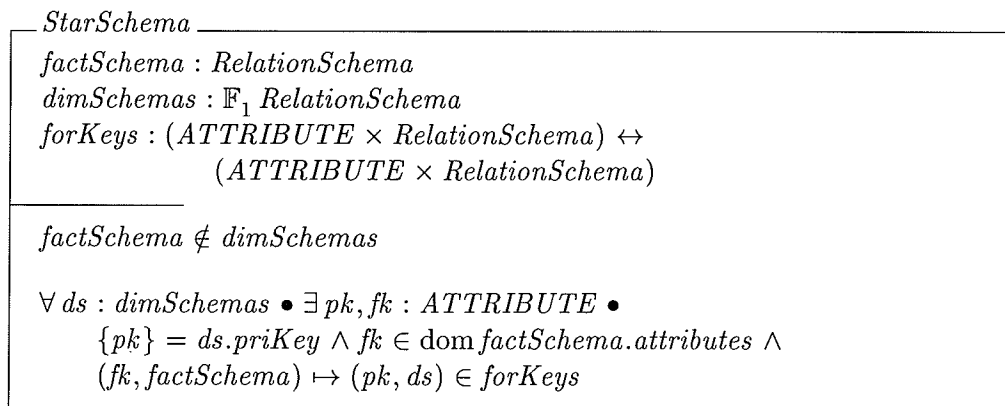 StarSchema
factSchema : RelationSchema
dimSchemas : 𝔽₁ RelationSchema
forKeys : (ATTRIBUTE × RelationSchema) ↔
(ATTRIBUTE × RelationSchema)
factSchema ∉ dimSchemas
∀ ds : dimSchemas • ∃ pk, fk : ATTRIBUTE •
{pk} = ds.priKey ∧ fk ∈ dom factSchema.attributes ∧
(fk, factSchema) ↦ (pk, ds) ∈ forKeys